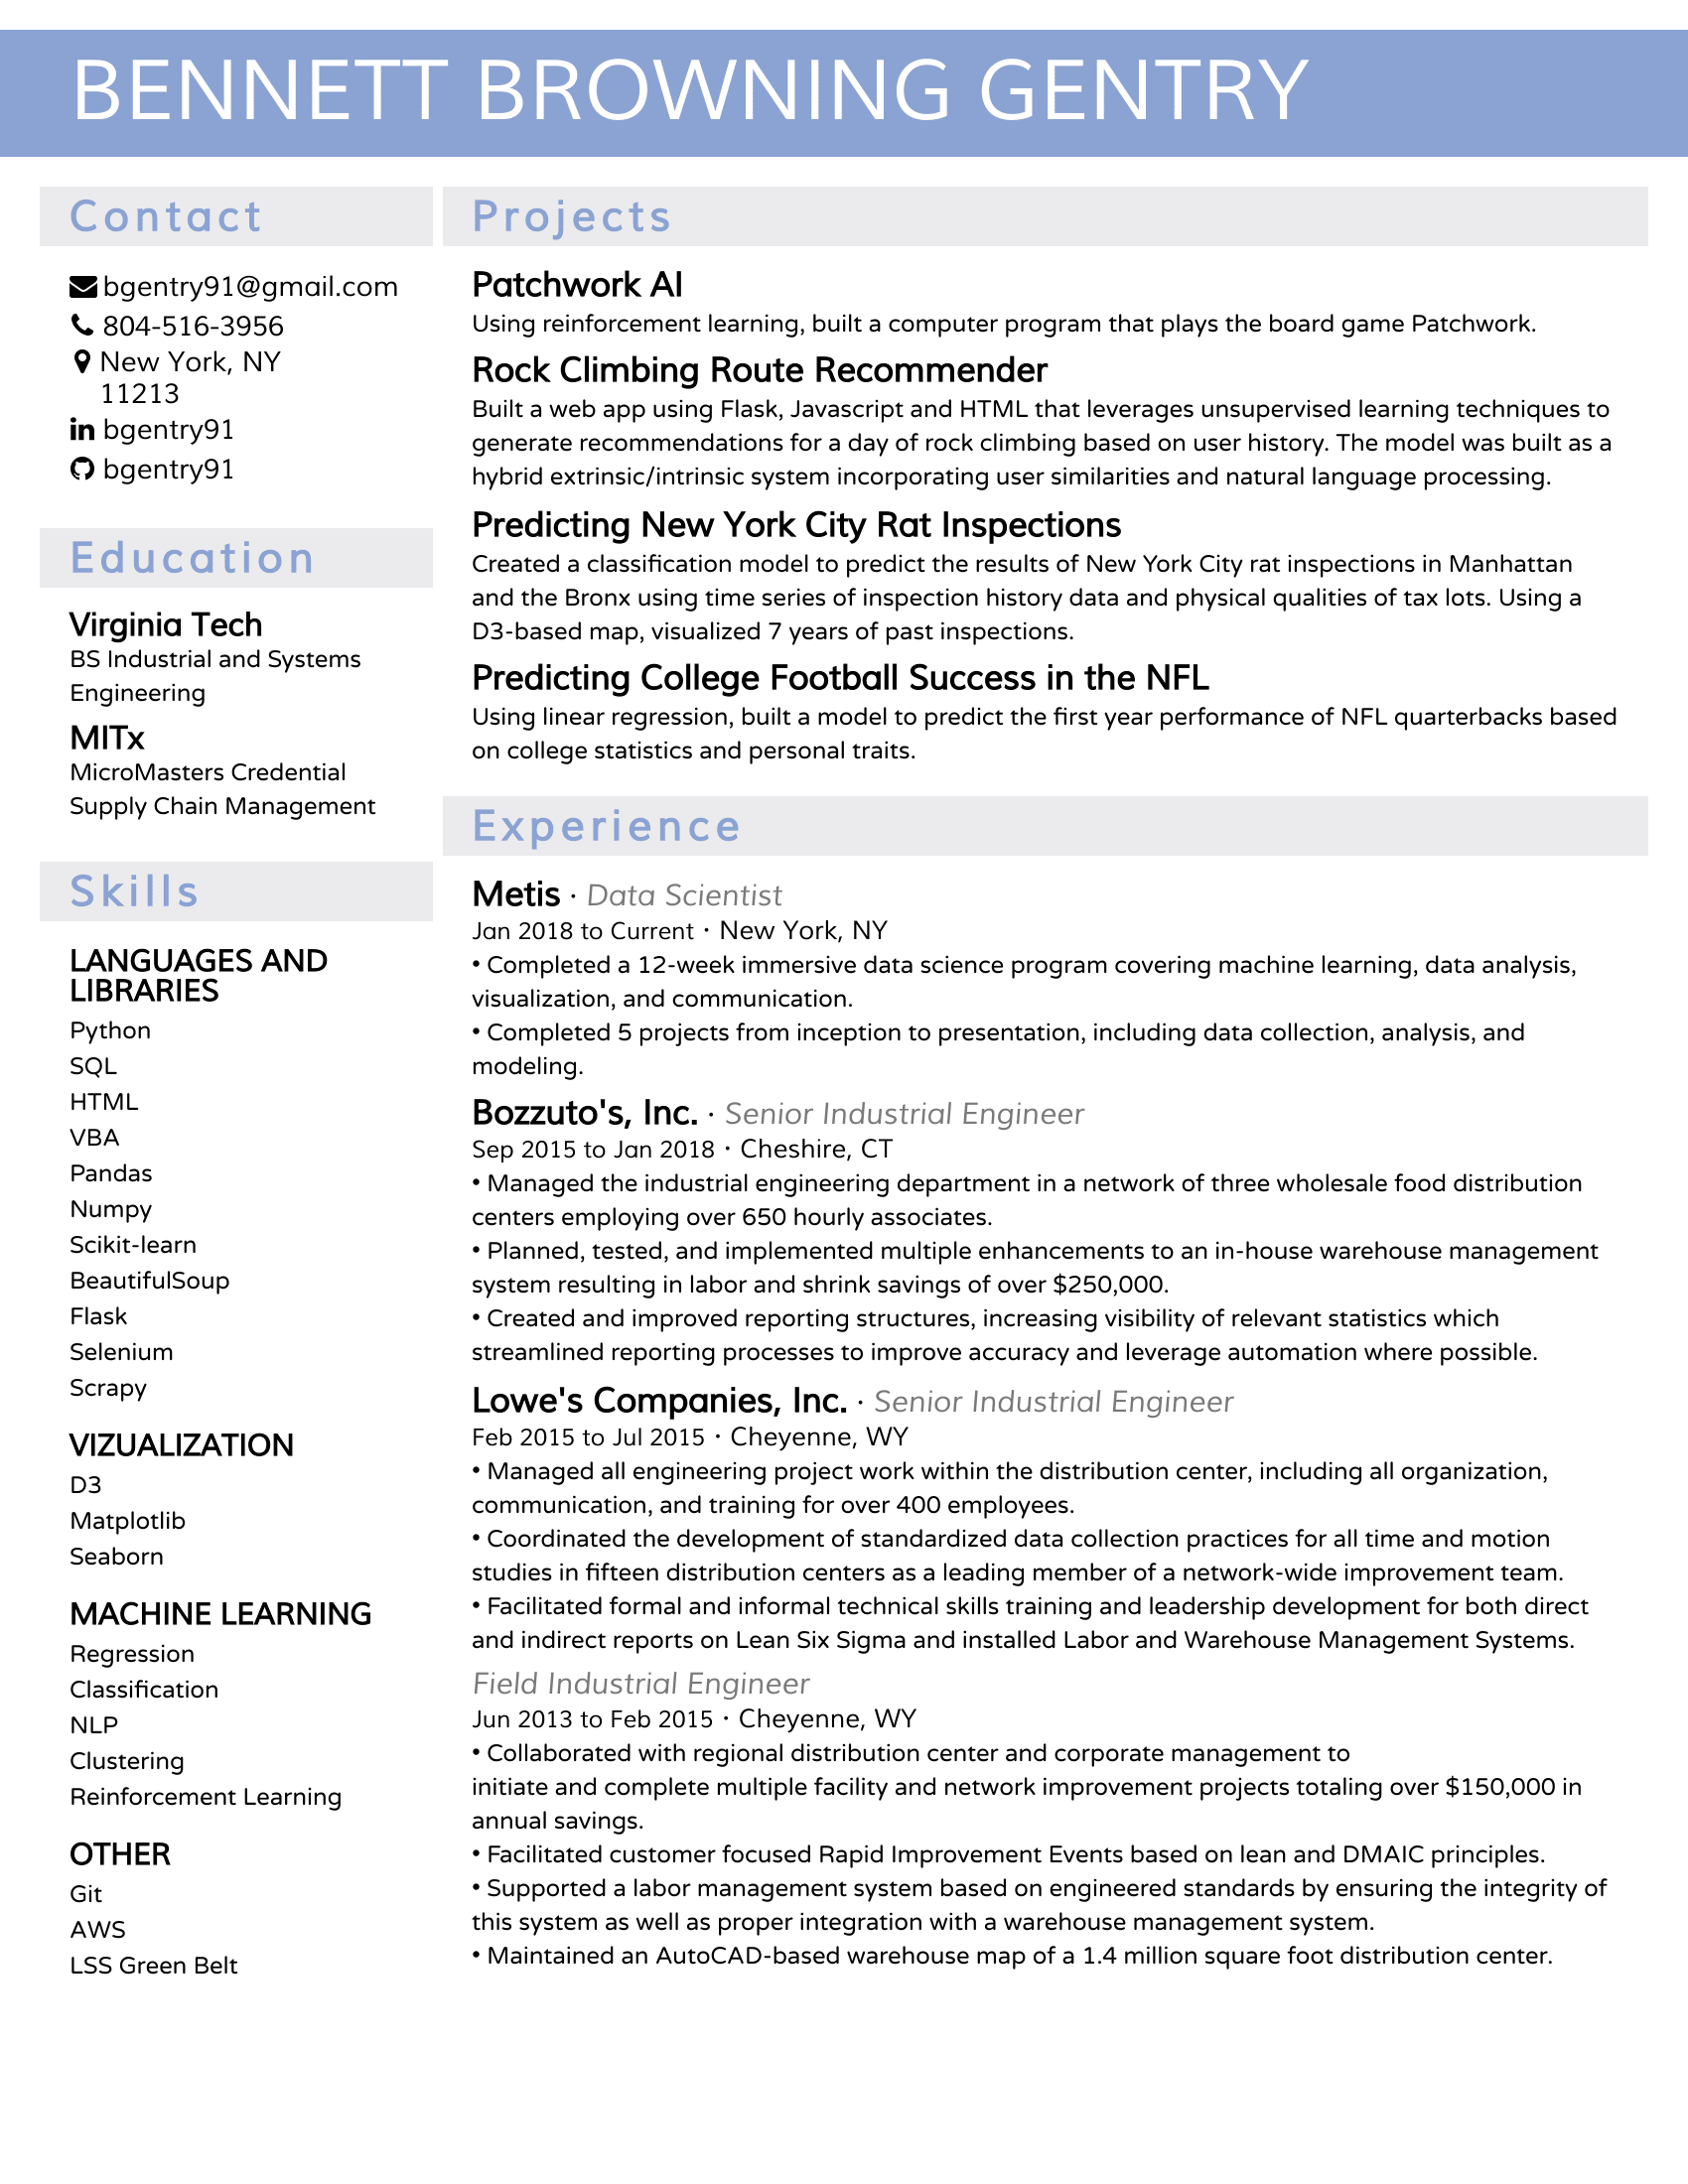 BENNETT BROWNING GENTRY
Contact
bgentry91@gmail.com
804-516-3956
New York, NY
11213
bgentry91
bgentry91
Education
Virginia Tech
BS Industrial and Systems
Engineering
MITx
MicroMasters Credential
Supply Chain Management
Skills
LANGUAGES AND
LIBRARIES
Python
SQL
HTML
VBA
Pandas
Numpy
Scikit-learn
BeautifulSoup
Flask
Selenium
Scrapy
VIZUALIZATION
D3
Matplotlib
Seaborn
MACHINE LEARNING
Regression
Classification
NLP
Clustering
Reinforcement Learning
OTHER
Git
AWS
LSS Green Belt
Projects
Patchwork AI
Using reinforcement learning, built a computer program that plays the board game Patchwork.
Rock Climbing Route Recommender
Built a web app using Flask, Javascript and HTML that leverages unsupervised learning techniques to
generate recommendations for a day of rock climbing based on user history. The model was built as a
hybrid extrinsic/intrinsic system incorporating user similarities and natural language processing.
Predicting New York City Rat Inspections
Created a classification model to predict the results of New York City rat inspections in Manhattan
and the Bronx using time series of inspection history data and physical qualities of tax lots. Using a
D3-based map, visualized 7 years of past inspections.
Predicting College Football Success in the NFL
Using linear regression, built a model to predict the first year performance of NFL quarterbacks based
on college statistics and personal traits.
Experience
Metis · Data Scientist
Jan 2018 to Current · New York, NY
• Completed a 12-week immersive data science program covering machine learning, data analysis,
visualization, and communication.
• Completed 5 projects from inception to presentation, including data collection, analysis, and
modeling.
Bozzuto's, Inc. · Senior Industrial Engineer
Sep 2015 to Jan 2018 · Cheshire, CT
• Managed the industrial engineering department in a network of three wholesale food distribution
centers employing over 650 hourly associates.
• Planned, tested, and implemented multiple enhancements to an in-house warehouse management
system resulting in labor and shrink savings of over $250,000.
• Created and improved reporting structures, increasing visibility of relevant statistics which
streamlined reporting processes to improve accuracy and leverage automation where possible.
Lowe's Companies, Inc. · Senior Industrial Engineer
Feb 2015 to Jul 2015 · Cheyenne, WY
• Managed all engineering project work within the distribution center, including all organization,
communication, and training for over 400 employees.
• Coordinated the development of standardized data collection practices for all time and motion
studies in fifteen distribution centers as a leading member of a network-wide improvement team.
• Facilitated formal and informal technical skills training and leadership development for both direct
and indirect reports on Lean Six Sigma and installed Labor and Warehouse Management Systems.
Field Industrial Engineer
Jun 2013 to Feb 2015 · Cheyenne, WY
• Collaborated with regional distribution center and corporate management to
initiate and complete multiple facility and network improvement projects totaling over $150,000 in
annual savings.
• Facilitated customer focused Rapid Improvement Events based on lean and DMAIC principles.
• Supported a labor management system based on engineered standards by ensuring the integrity of
this system as well as proper integration with a warehouse management system.
• Maintained an AutoCAD-based warehouse map of a 1.4 million square foot distribution center.